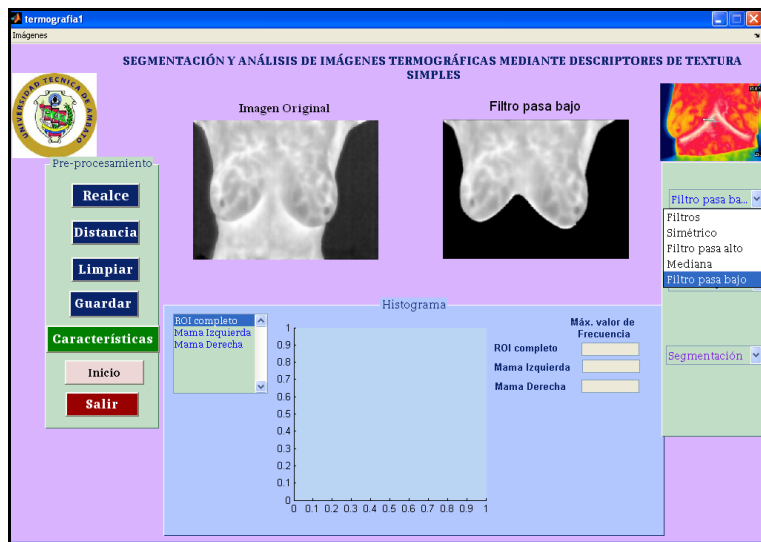 termografia1
Imágenes
SEGMENTACIÓN Y ANÁLISIS DE IMÁGENES TERMOGRÁFICAS MEDIANTE DESCRIPTORES DE TEXTURA
SIMPLES
UNIVERSIDAD TECNICA DE AMBATO
Imagen Original
Filtro pasa bajo
Pre-procesamiento
Realce
Distancia
Limpiar
Guardar
Características
Inicio
Salir
Filtro pasa ba...
Filtros
Simétrico
Filtro pasa alto
Mediana
Filtro pasa bajo
Segmentación
Histograma
ROI completo
Mama Izquierda
Mama Derecha
1
0.9
0.8
0.7
0.6
0.5
0.4
0.3
0.2
0.1
0
0 0.1 0.2 0.3 0.4 0.5 0.6 0.7 0.8 0.9 1
Máx. valor de
Frecuencia
ROI completo
Mama Izquierda
Mama Derecha